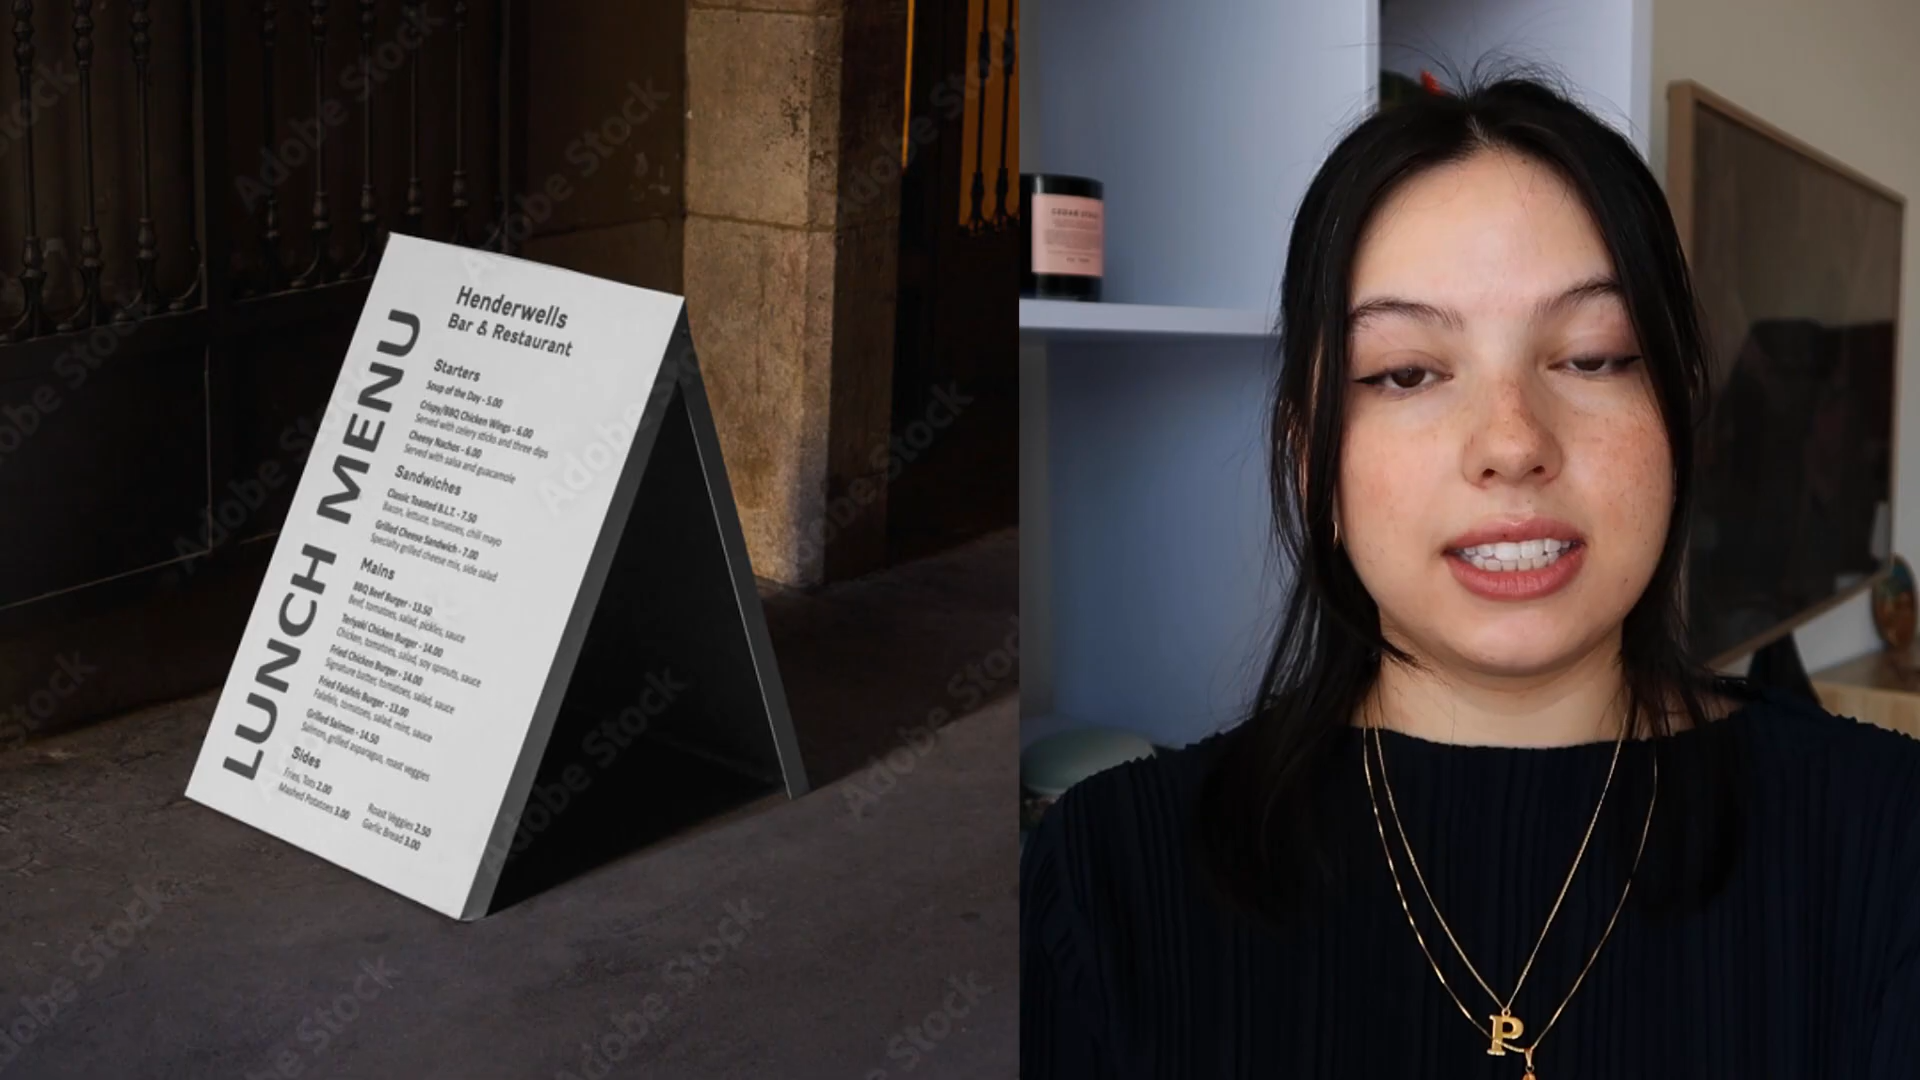 LUNCH MENU
Henderwells
Bar & Restaurant
Starters
Soup of the Day - 5.00
Crispy/BBQ Chicken Wings - 6.00
Served with celery sticks and three dips
Cheesy Nachos - 6.00
Served with salsa and guacamole
Sandwiches
Classic Toasted B.L.T. - 7.50
Bacon, lettuce, tomatoes, chili mayo
Grilled Cheese Sandwich - 7.00
Specialty grilled cheese mix, side salad
Mains
BBQ Beef Burger - 13.50
Beef, tomatoes, salad, pickles, sauce
Teriyaki Chicken Burger - 14.00
Chicken, tomatoes, salad, soy sprouts, sauce
Fried Chicken Burger - 14.00
Signature batter, tomatoes, salad, sauce
Fried Falafels Burger - 13.00
Falafels, tomatoes, salad, mint, sauce
Grilled Salmon - 14.50
Salmon, grilled asparagus, roast veggies
Sides
Fries, Tots 2.00
Mashed Potatoes 3.00
Roast Veggies 2.50
Garlic Bread 3.00
Adobe Stock
CEDAR
P